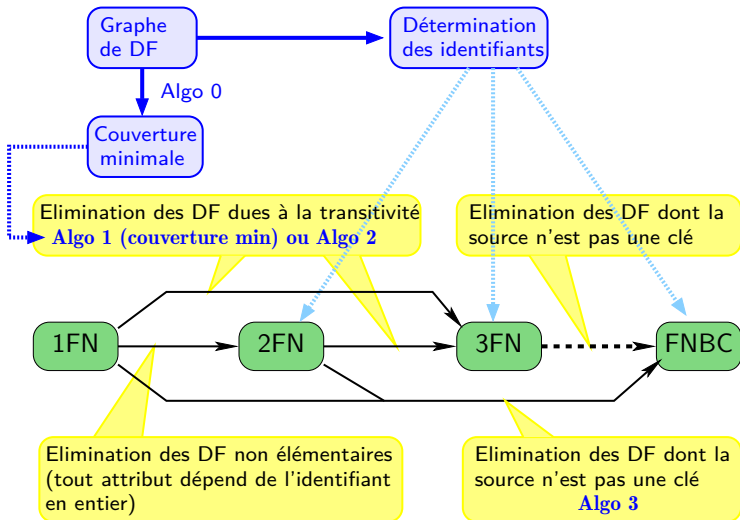 Graphe
de DF
Détermination
des identifiants
Algo 0
Couverture
minimale
Elimination des DF dues à la transitivité
Algo 1 (couverture min) ou Algo 2
Elimination des DF dont la
source n'est pas une clé
1FN
2FN
3FN
FNBC
Elimination des DF non élémentaires
(tout attribut dépend de l'identifiant
en entier)
Elimination des DF dont la
source n'est pas une clé
Algo 3